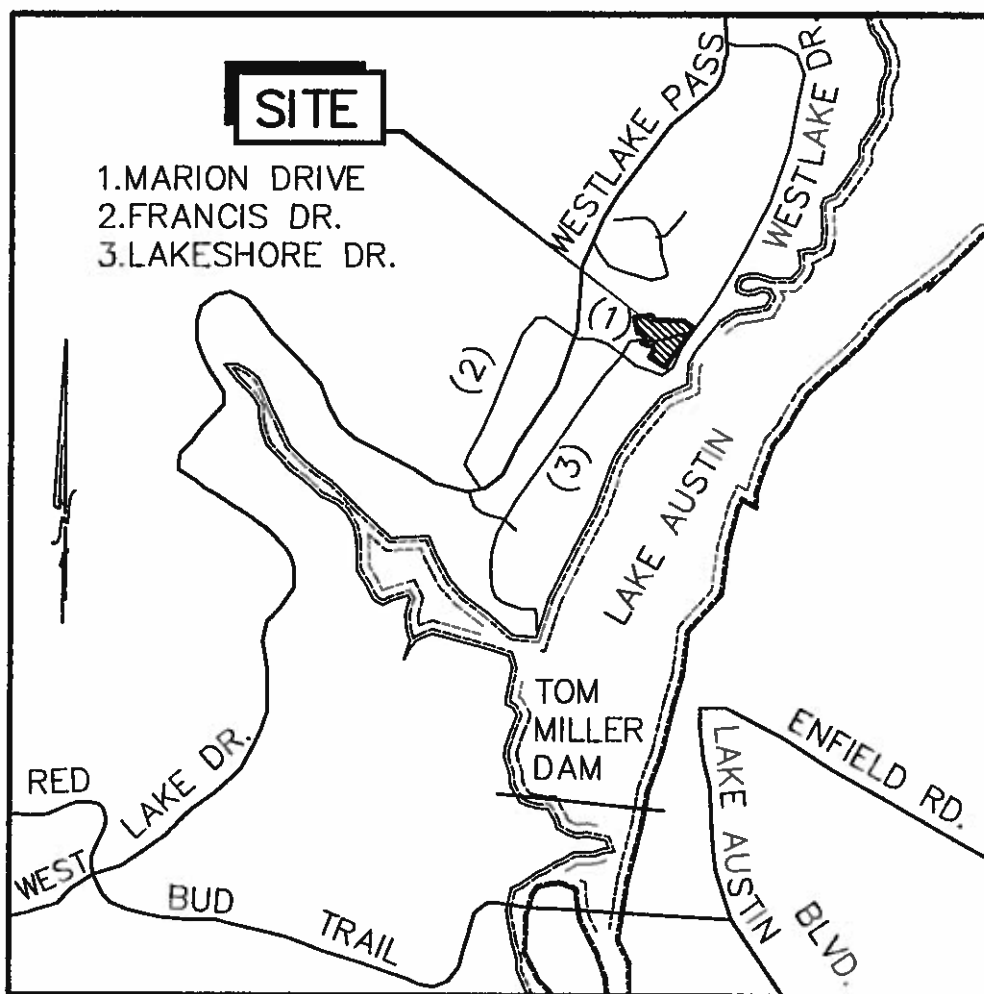 SITE
1.MARION DRIVE
2.FRANCIS DR.
3.LAKESHORE DR.
WESTLAKE PASS
WESTLAKE DR.
(1)
(2)
(3)
LAKE AUSTIN
TOM
MILLER
DAM
ENFIELD RD.
LAKE AUSTIN BLVD.
RED BUD TRAIL
WEST LAKE DR.